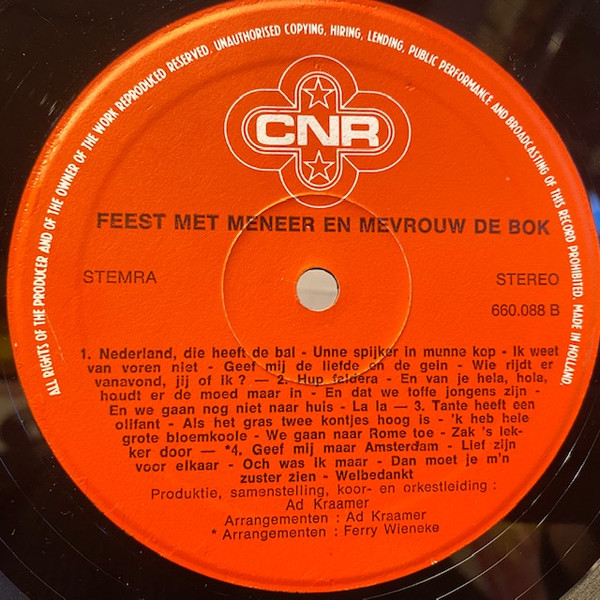 ALL RIGHTS OF THE PRODUCER AND OF THE OWNER OF THE WORK REPRODUCED RESERVED. UNAUTHORISED COPYING, HIRING, LENDING, PUBLIC PERFORMANCE AND BROADCASTING OF THIS RECORD PROHIBITED. MADE IN HOLLAND.
CNR
FEEST MET MENEER EN MEVROUW DE BOK
STEMRA
STEREO
660.088 B
1. Nederland, die heeft de bal - Unne spijker in munne kop - Ik weet
van voren niet - Geef mij de liefde en de gein - Wie rijdt er
vanavond, jij of ik ? — 2. Hup faldera - En van je hela, hola,
houdt er de moed maar in - En dat we toffe jongens zijn -
En we gaan nog niet naar huis - La la — 3. Tante heeft een
olifant - Als het gras twee kontjes hoog is - 'k heb hele
grote bloemkoole - We gaan naar Rome toe - Zak 's lek-
ker door — *4. Geef mij maar Amsterdam - Lief zijn
voor elkaar - Och was ik maar - Dan moet je m'n
zuster zien - Welbedankt
Produktie, samenstelling, koor- en orkestleiding :
Ad Kraamer
Arrangementen : Ad Kraamer
* Arrangementen : Ferry Wieneke